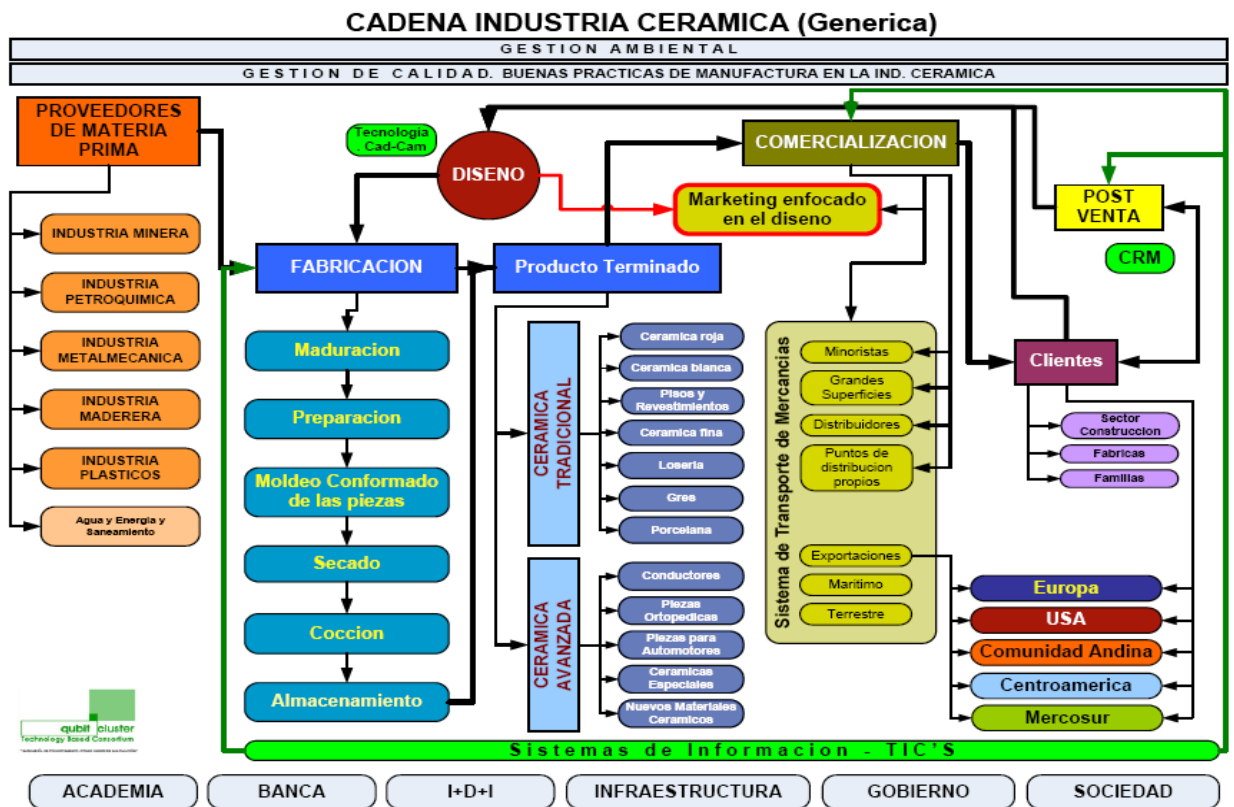 CADENA INDUSTRIA CERAMICA (Generica)
GESTION AMBIENTAL
GESTION DE CALIDAD. BUENAS PRACTICAS DE MANUFACTURA EN LA IND. CERAMICA
PROVEEDORES
DE MATERIA
PRIMA
INDUSTRIA MINERA
INDUSTRIA
PETROQUIMICA
INDUSTRIA
METALMECANICA
INDUSTRIA
MADERERA
INDUSTRIA
PLASTICOS
Agua y Energia y
Saneamiento
Tecnologia
. Cad-Cam
DISENO
FABRICACION
Maduracion
Preparacion
Moldeo Conformado
de las piezas
Secado
Coccion
Almacenamiento
Producto Terminado
CERAMICA
TRADICIONAL
Ceramica roja
Ceramica blanca
Pisos y
Revestimientos
Ceramica fina
Loseria
Gres
Porcelana
CERAMICA
AVANZADA
Conductores
Piezas
Ortopedicas
Piezas para
Automotores
Ceramicas
Especiales
Nuevos Materiales
Ceramicos
COMERCIALIZACION
Marketing enfocado
en el diseno
Sistema de Transporte de Mercancias
Minoristas
Grandes
Superficies
Distribuidores
Puntos de
distribucion
propios
Exportaciones
Maritimo
Terrestre
POST
VENTA
CRM
Clientes
Sector
Construccion
Fabricas
Familias
Europa
USA
Comunidad Andina
Centroamerica
Mercosur
qubit cluster
Technology Based Consortium
Sistemas de Informacion - TIC'S
ACADEMIA
BANCA
I+D+I
INFRAESTRUCTURA
GOBIERNO
SOCIEDAD